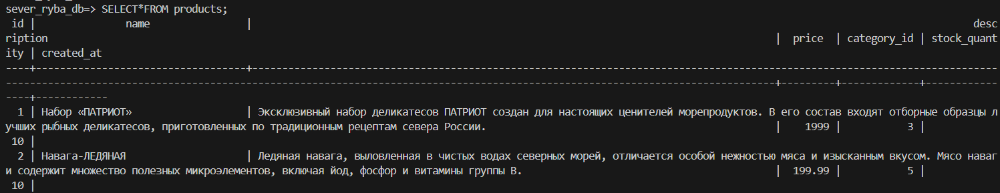 sever_ryba_db=> SELECT*FROM products;
 id |               name                |                                                                                                                        desc
ription                                                                                                                         |  price  | category_id | stock_quant
ity | created_at
----+-----------------------------------+----------------------------------------------------------------------------------------------------------------------------
--------------------------------------------------------------------------------------------------------------------------------+---------+-------------+------------
----+------------
  1 | Набор «ПАТРИОТ»                   | Эксклюзивный набор деликатесов ПАТРИОТ создан для настоящих ценителей морепродуктов. В его состав входят отборные образцы л
учших рыбных деликатесов, приготовленных по традиционным рецептам севера России.                                                |    1999 |           3 |
 10 |
  2 | Навага-ЛЕДЯНАЯ                    | Ледяная навага, выловленная в чистых водах северных морей, отличается особой нежностью мяса и изысканным вкусом. Мясо наваг
и содержит множество полезных микроэлементов, включая йод, фосфор и витамины группы В.                                          |  199.99 |           5 |
 10 |